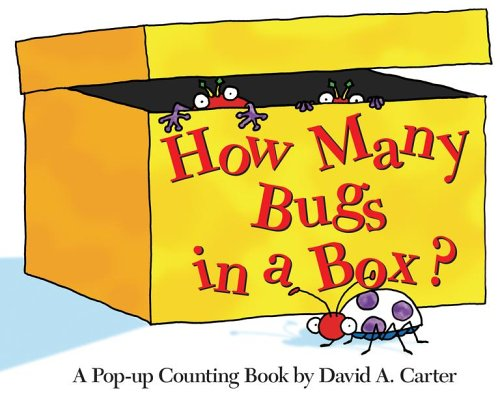 How Many
Bugs
in a Box?
A Pop-up Counting Book by David A. Carter